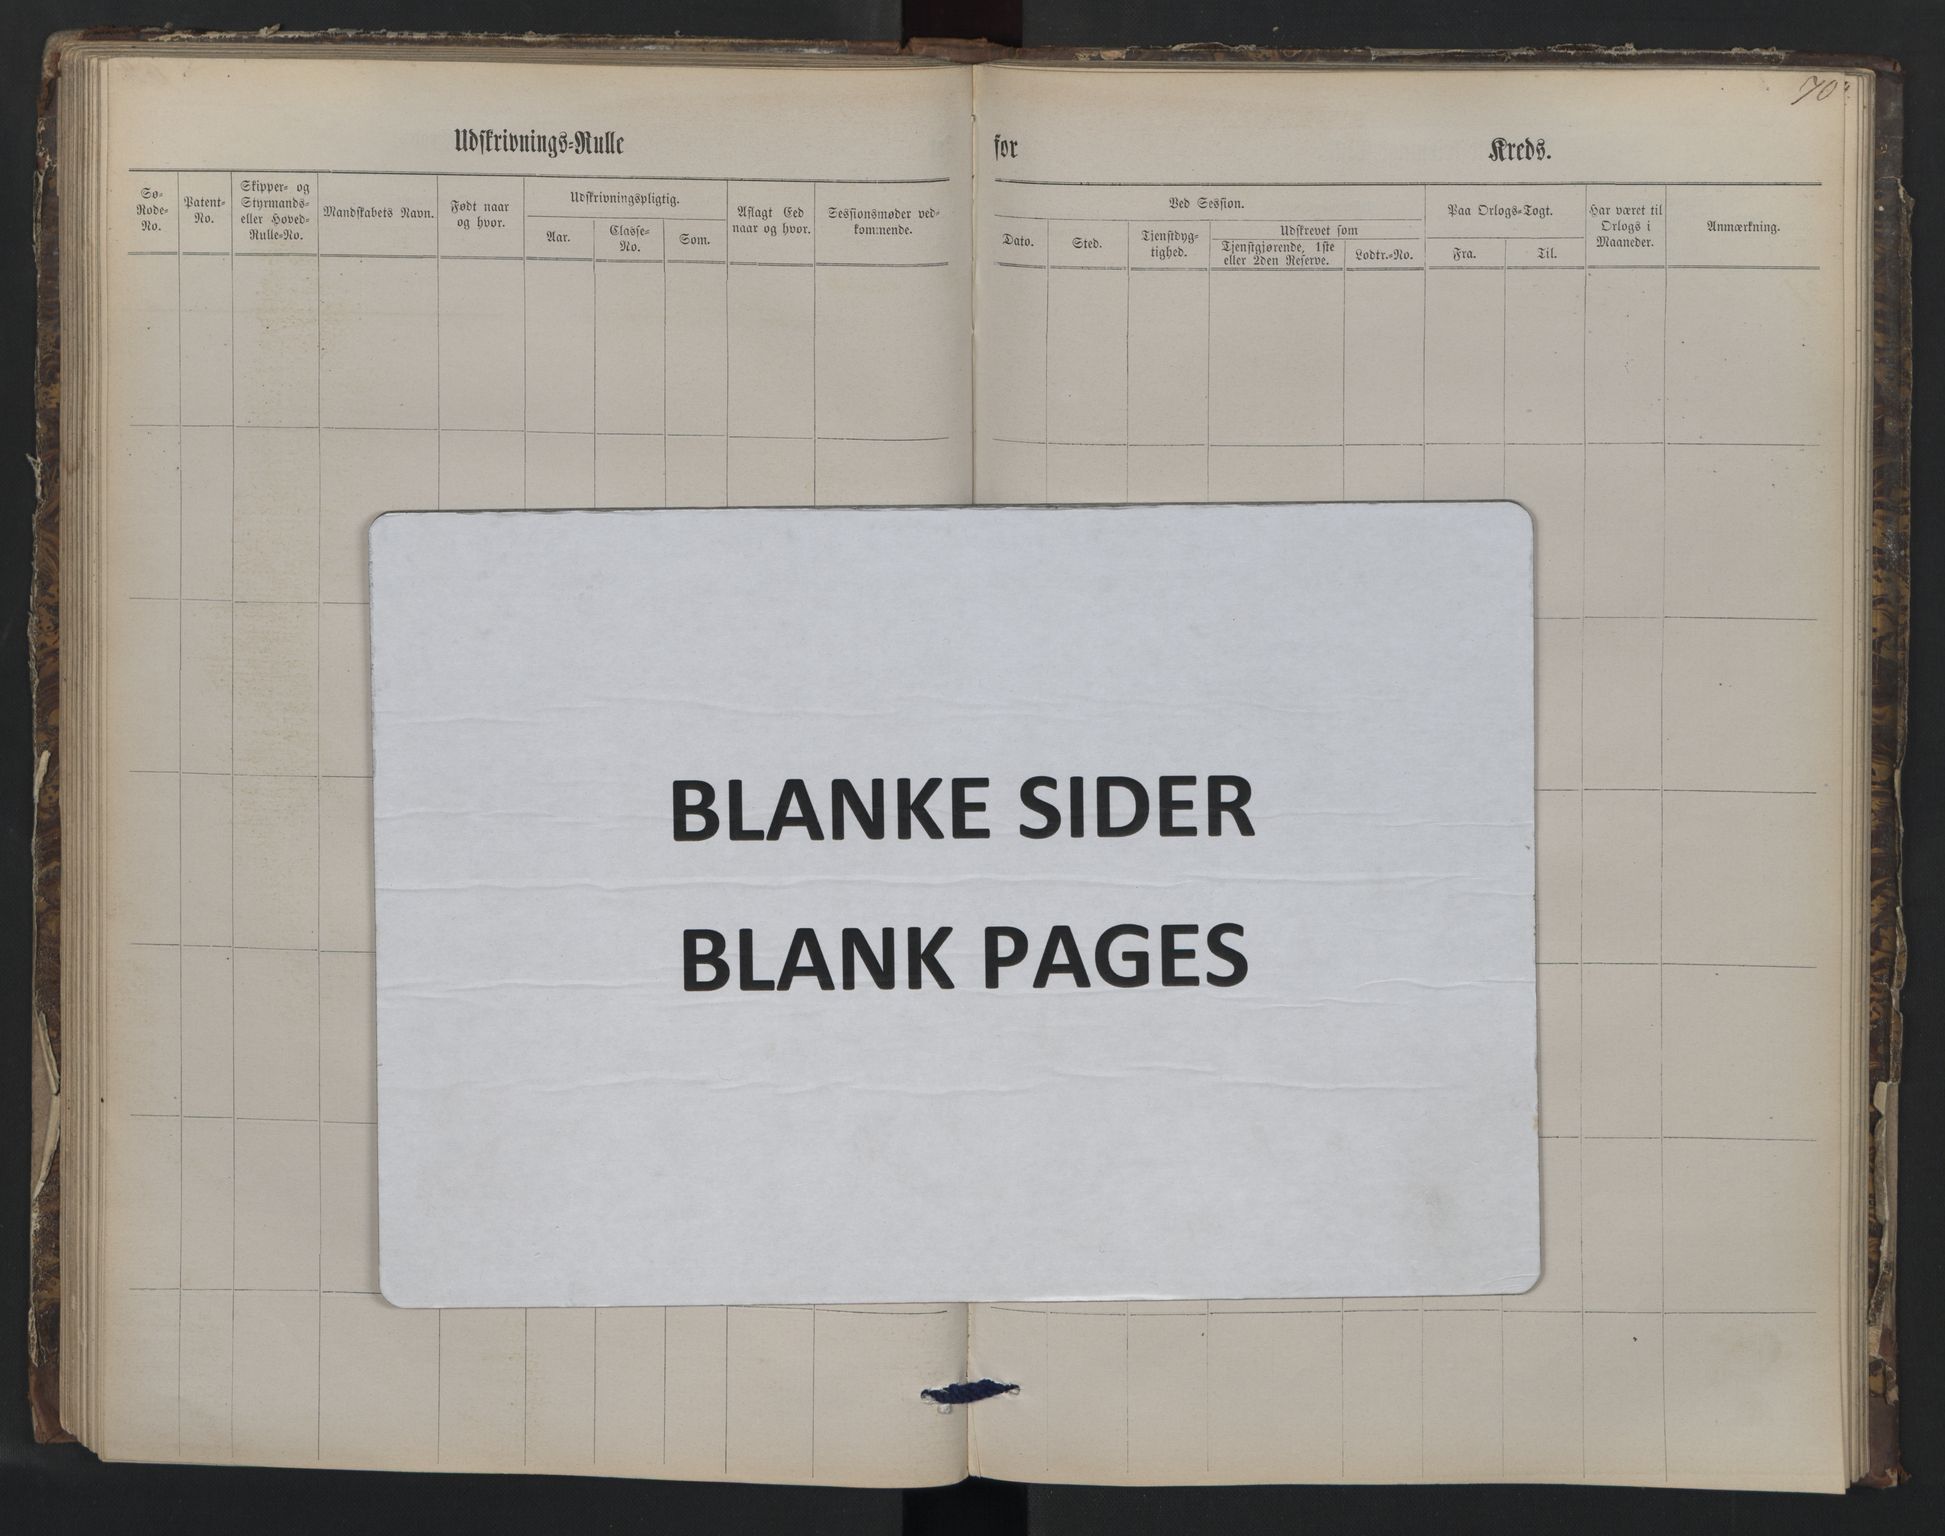 70
Udskrivnings-Rulle
for
Kreds.
Sø-
Rode-
No.
Patent-
No.
Skipper- og
Styrmands-
eller Hoved-
Rulle-No.
Mandskabets Navn.
Født naar
og hvor.
Udskrivningspligtig.
Aar.
Classe-
No.
Som.
Aflagt Eed
naar og hvor.
Sessionsmøder ved-
kommende.
Ved Session.
Dato.
Sted.
Tjenstdyg-
tighed.
Udskrevet som
Tjenstgjørende, 1ste
eller 2den Reserve.
Lodtr.-No.
Paa Orlogs-Togt.
Fra.
Til.
Har været til
Orlogs i
Maaneder.
Anmærkning.
BLANKE SIDER
BLANK PAGES